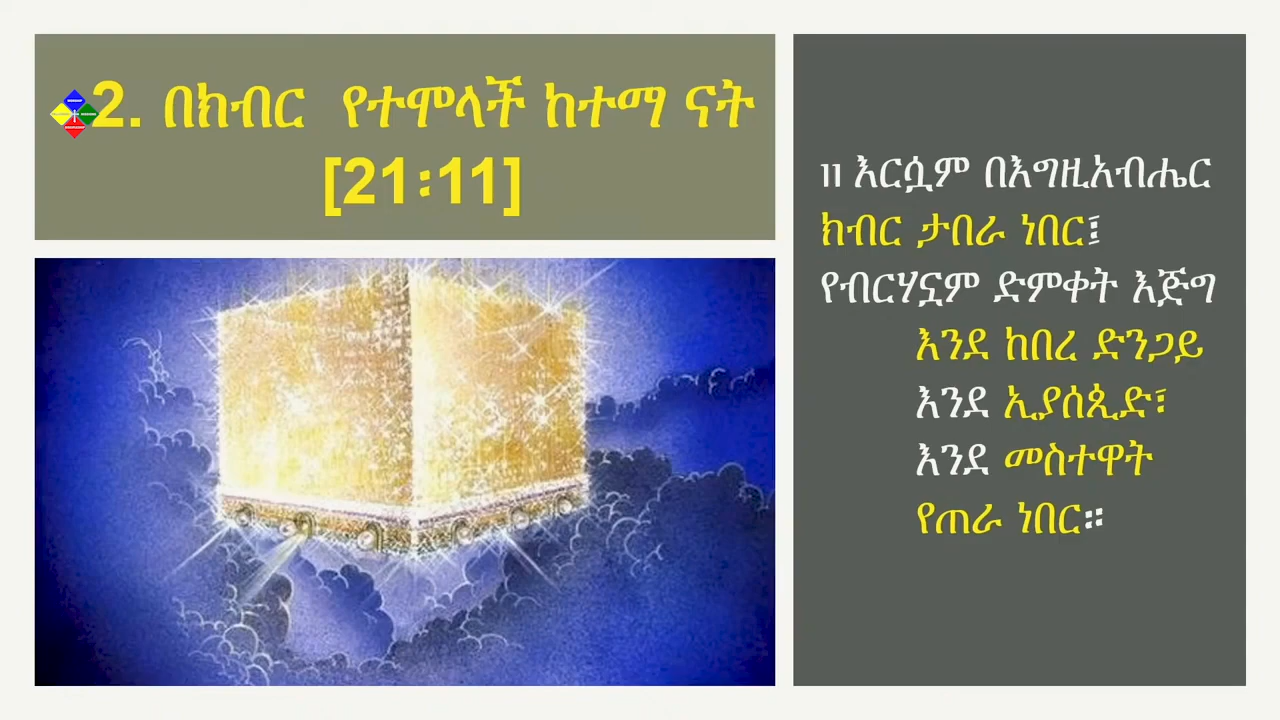 2. በክብር የተሞላች ከተማ ናት
[21፡11]
11 እርሷም በእግዚአብሔር
ክብር ታበራ ነበር፤
የብርሃኗም ድምቀት እጅግ
እንደ ከበረ ድንጋይ
እንደ ኢያሰጲድ፣
እንደ መስተዋት
የጠራ ነበር።